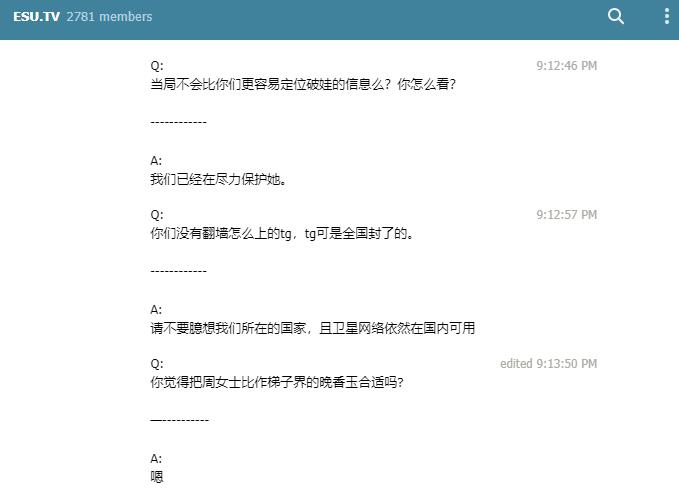 ESU.TV 2781 members
Q: 9:12:46 PM
当局不会比你们更容易定位破娃的信息么？你怎么看?
------------
A:
我们已经在尽力保护她。
Q: 9:12:57 PM
你们没有翻墙怎么上的tg，tg可是全国封了的。
------------
A:
请不要臆想我们所在的国家，且卫星网络依然在国内可用
Q: edited 9:13:50 PM
你觉得把周女士比作梯子界的晚香玉合适吗?
—----------
A:
嗯